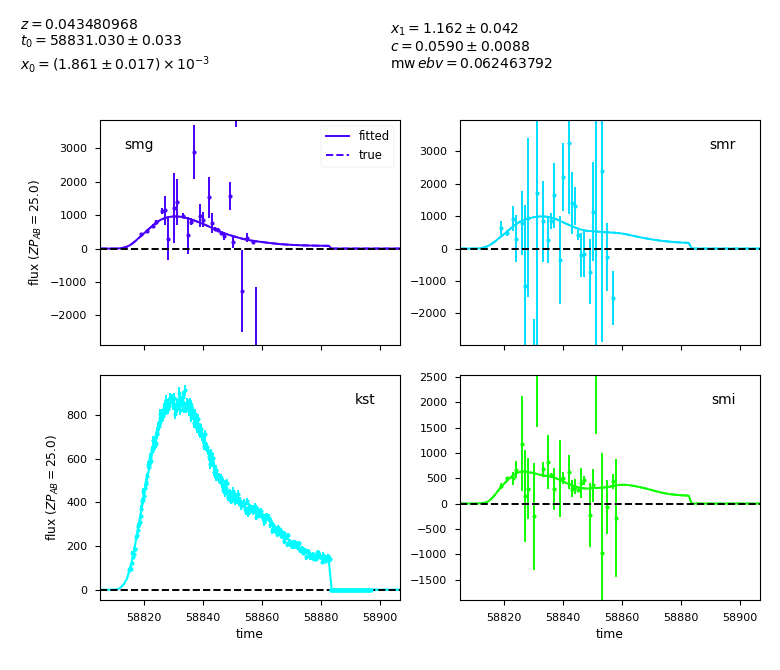 z = 0.043480968
t₀ = 58831.030 ± 0.033
x₀ = (1.861 ± 0.017) × 10⁻³
x₁ = 1.162 ± 0.042
c = 0.0590 ± 0.0088
mw ebv = 0.062463792
smg
fitted
true
3000
2000
1000
0
−1000
−2000
flux (ZP_AB = 25.0)
smr
3000
2000
1000
0
−1000
−2000
kst
800
600
400
200
0
flux (ZP_AB = 25.0)
58820 58840 58860 58880 58900
time
smi
2500
2000
1500
1000
500
0
−500
−1000
−1500
58820 58840 58860 58880 58900
time